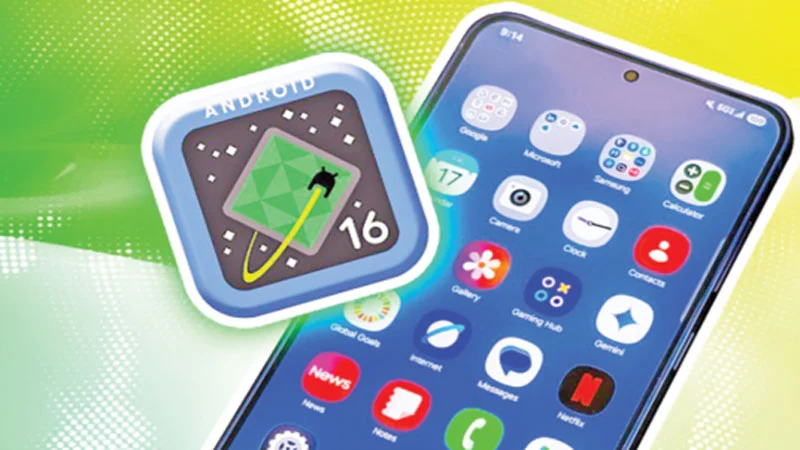 ANDROID
16
9:14
5G
Google
Microsoft
Samsung
Calculator
17
Camera
Clock
Contacts
Gallery
Gaming Hub
Gemini
Global Goals
Internet
Messages
Netflix
News
News
Notes